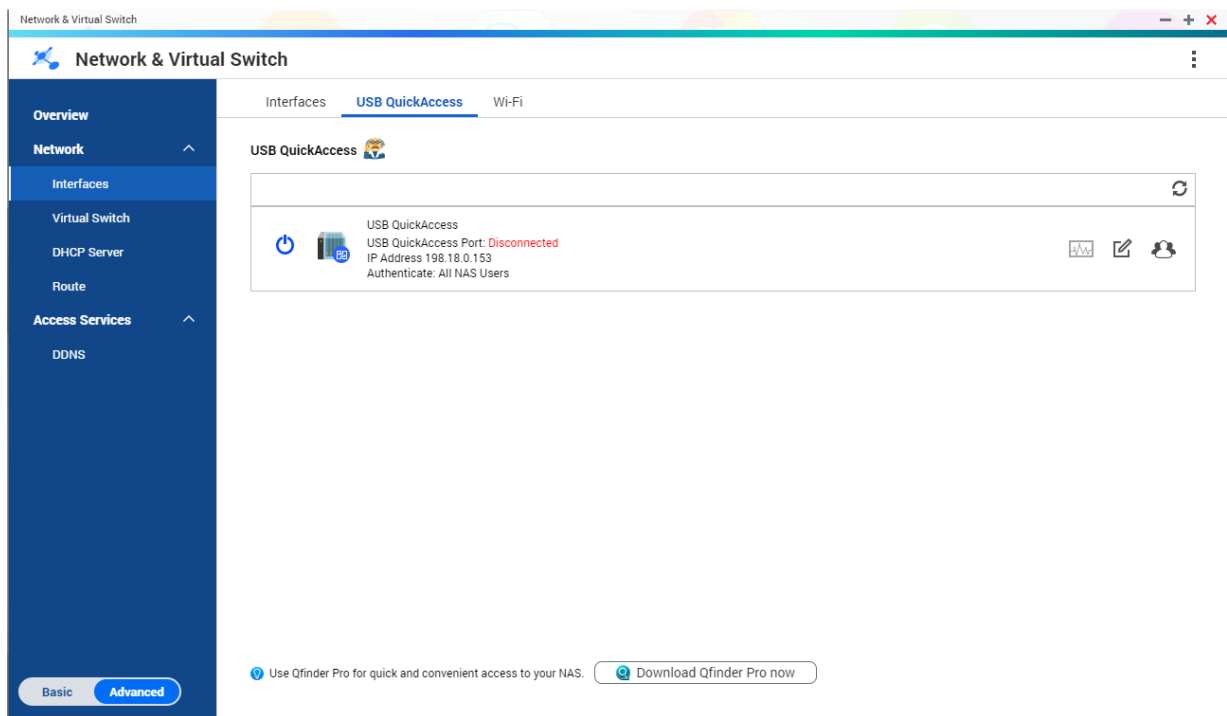 Network & Virtual Switch
Network & Virtual Switch
Overview
Network
Interfaces
Virtual Switch
DHCP Server
Route
Access Services
DDNS
Basic
Advanced
Interfaces USB QuickAccess Wi-Fi
USB QuickAccess
USB QuickAccess
USB QuickAccess Port: Disconnected
IP Address 198.18.0.153
Authenticate: All NAS Users
Use Qfinder Pro for quick and convenient access to your NAS. Download Qfinder Pro now